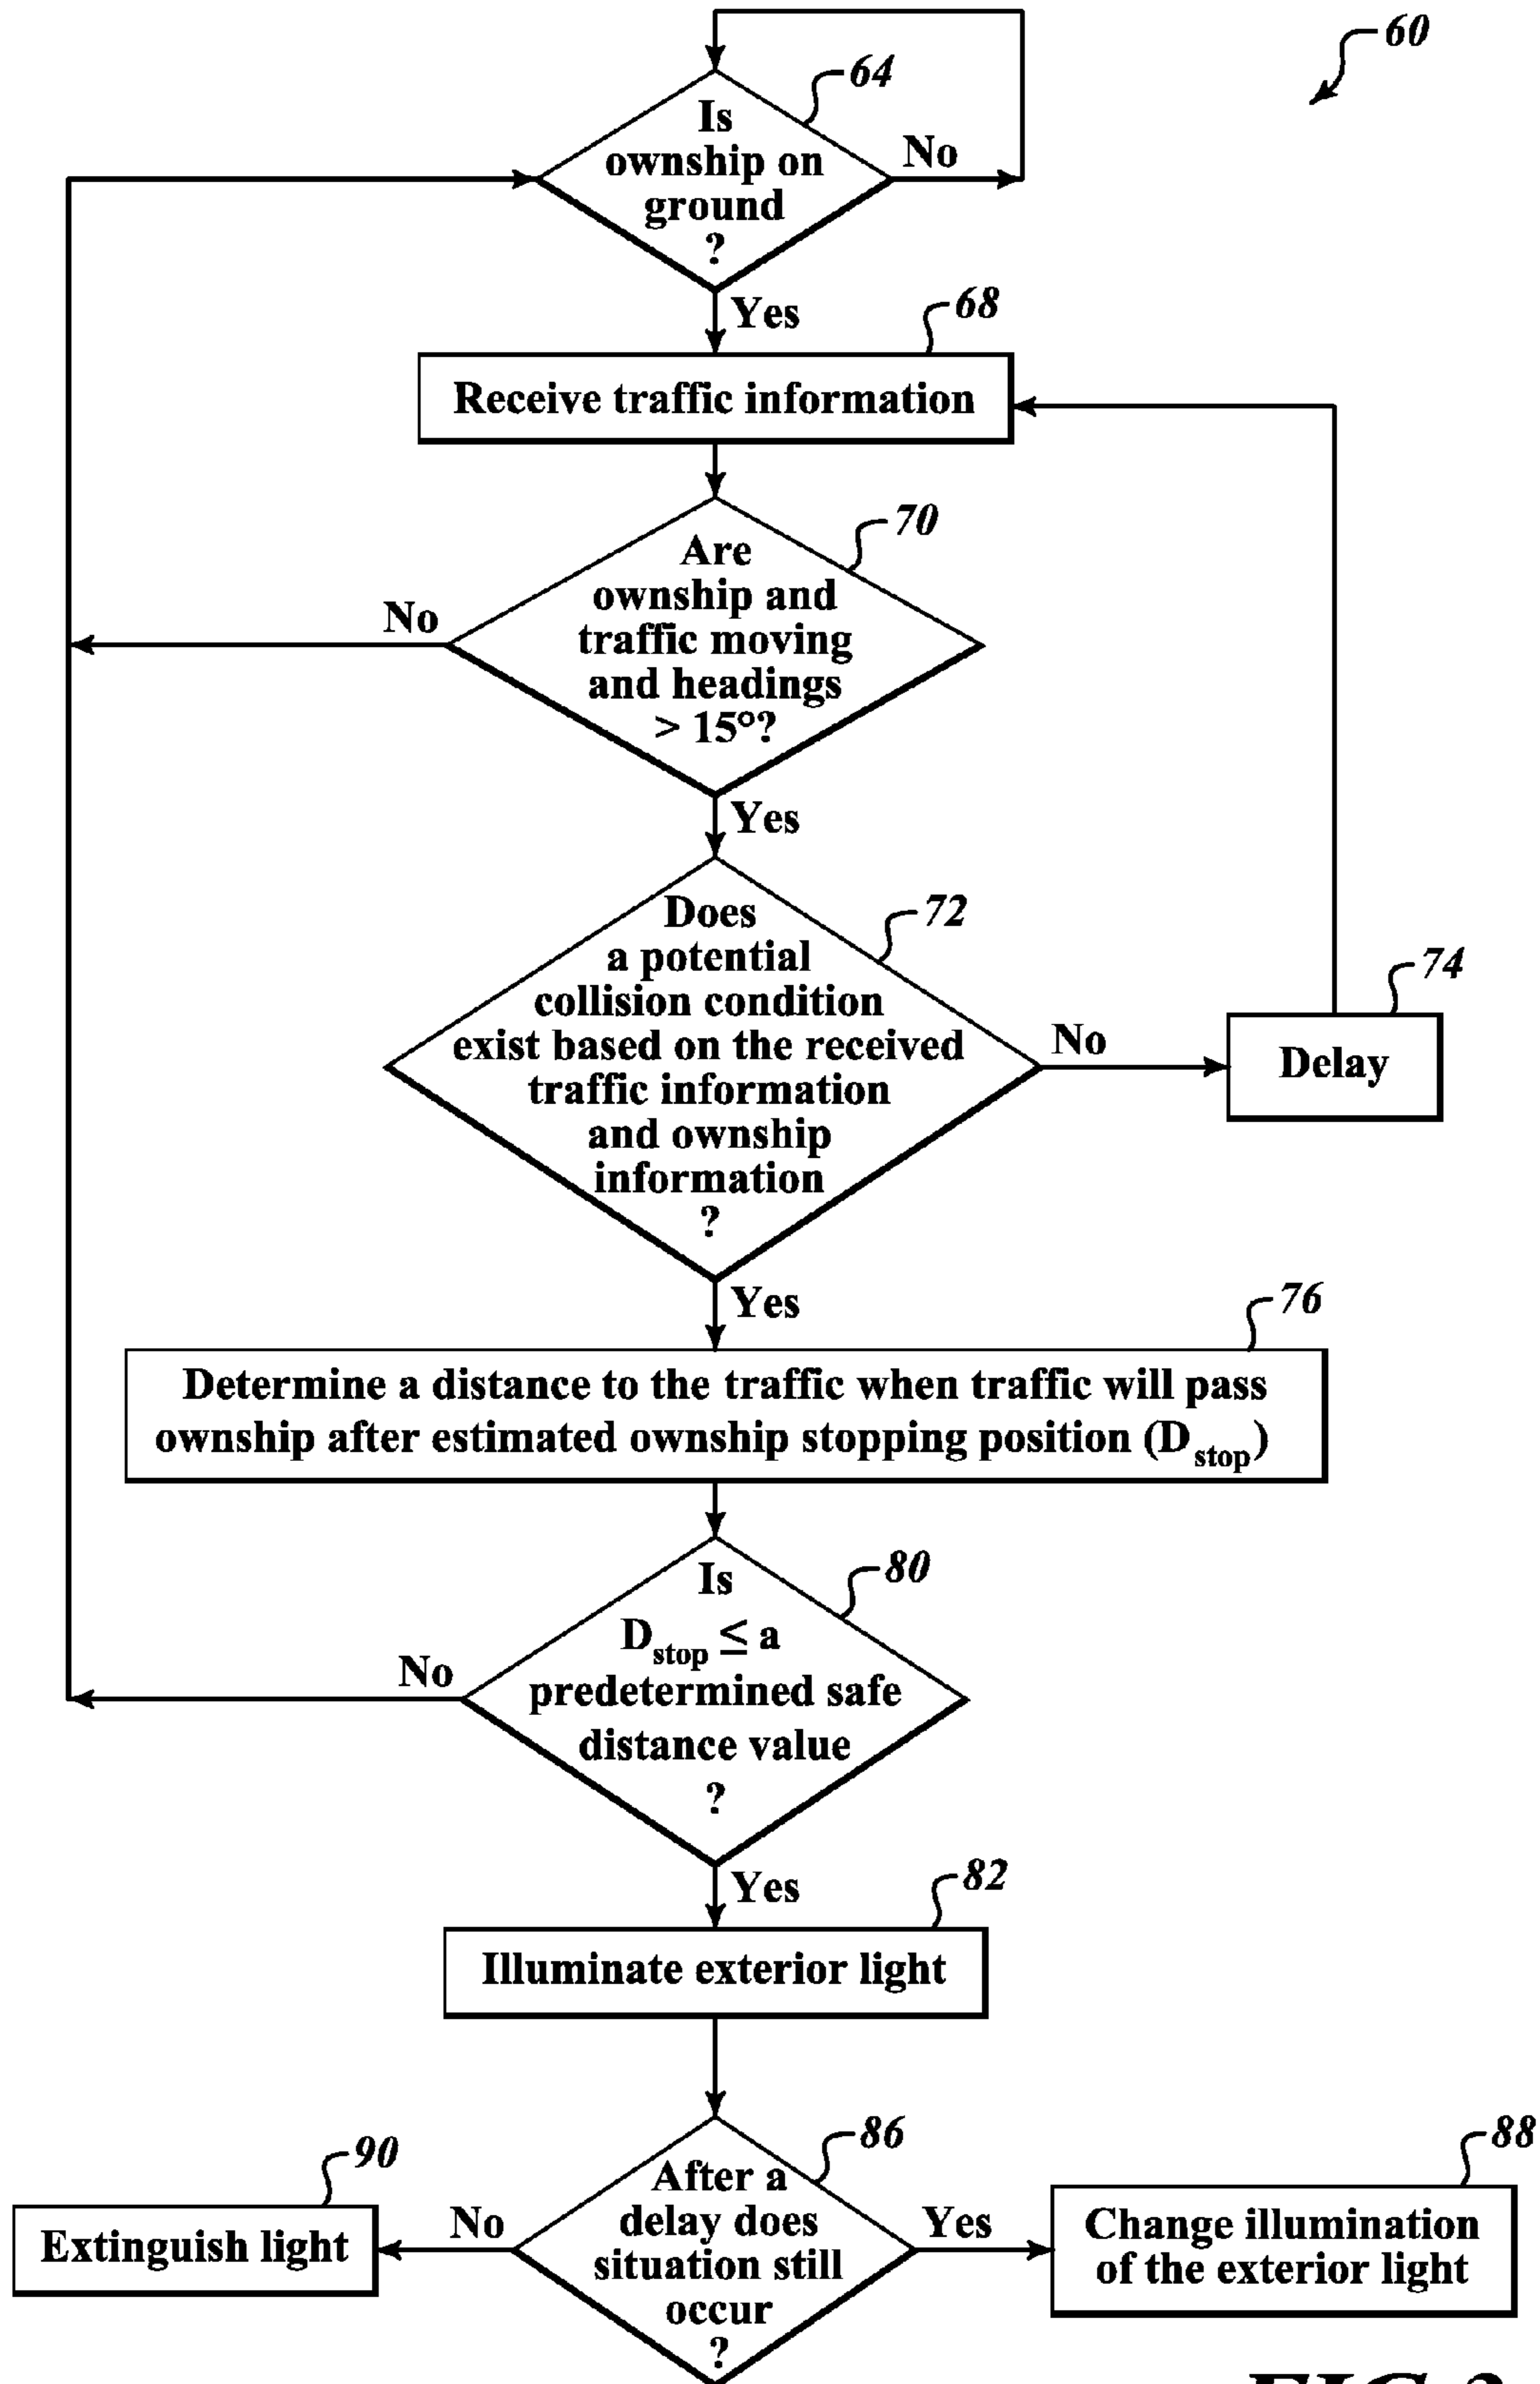 60
64
Is
ownship on
ground
?
No
Yes
68
Receive traffic information
70
Are
ownship and
traffic moving
and headings
> 15°?
No
Yes
72
Does
a potential
collision condition
exist based on the received
traffic information
and ownship
information
?
No
74
Delay
Yes
76
Determine a distance to the traffic when traffic will pass
ownship after estimated ownship stopping position (D stop)
80
Is
D stop ≤ a
predetermined safe
distance value
?
No
Yes
82
Illuminate exterior light
86
After a
delay does
situation still
occur
?
No
Yes
90
Extinguish light
88
Change illumination
of the exterior light